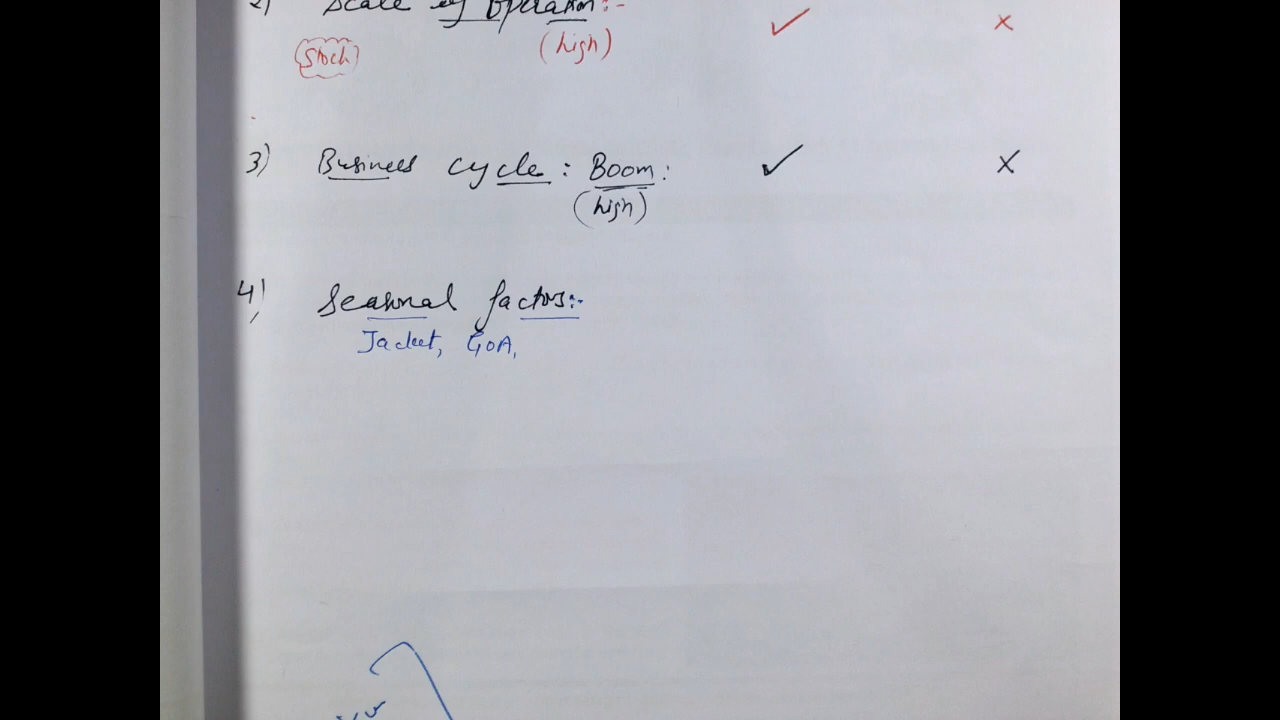 2) Scale of operation:-
(Stock) (high) ✓ ×
3) Business cycle : Boom: ✓ ×
(high)
4) Seasonal factors:-
Jacket, GOA,